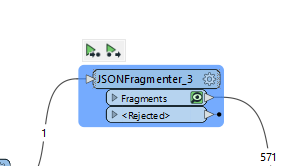 JSONFragmenter_3
Fragments
<Rejected>
1
571